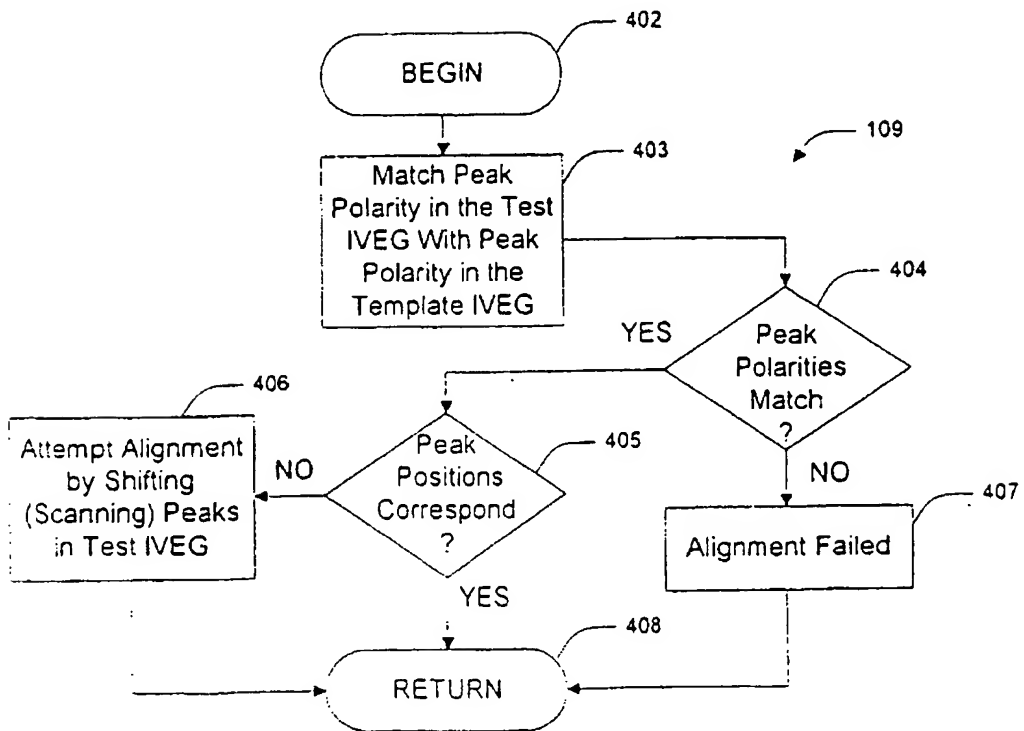 402
BEGIN
109
403
Match Peak
Polarity in the Test
IVEG With Peak
Polarity in the
Template IVEG
404
YES
Peak
Polarities
Match
?
406
Attempt Alignment
by Shifting
(Scanning) Peaks
in Test IVEG
NO
Peak
Positions
Correspond
?
405
NO
407
Alignment Failed
YES
408
RETURN